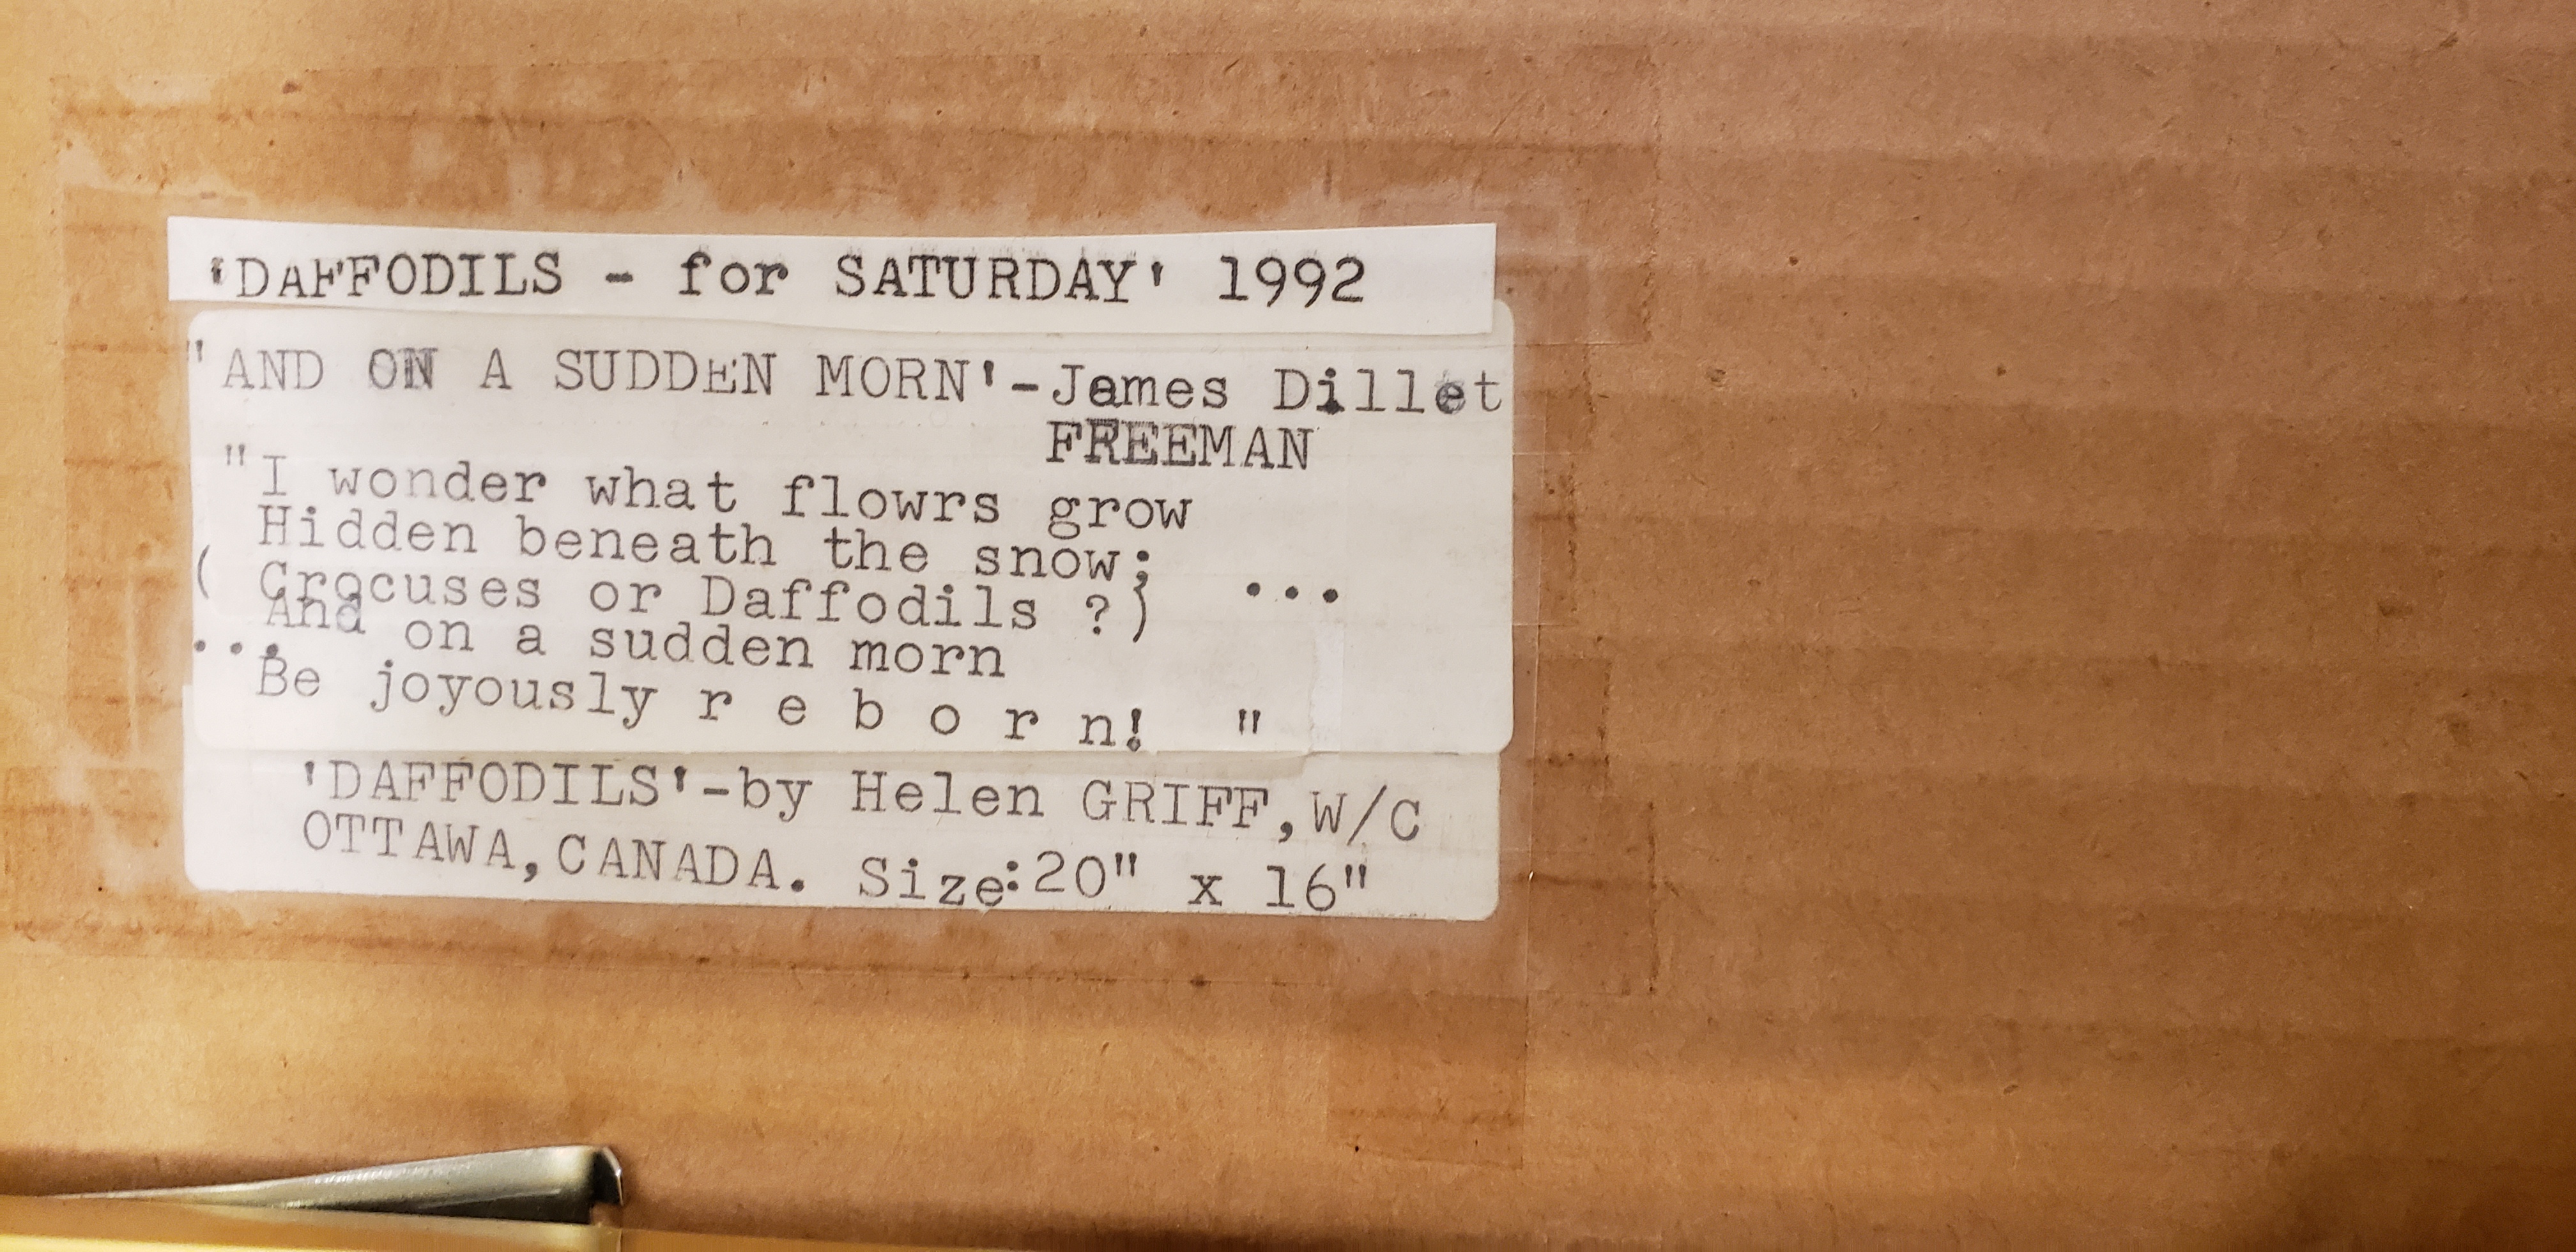 'DAFFODILS - for SATURDAY' 1992
'AND ON A SUDDEN MORN'-James Dillet
FREEMAN
"I wonder what flowrs grow
Hidden beneath the snow; ...
( Crocuses or Daffodils ?)
... And on a sudden morn
Be joyously r e b o r n! "
'DAFFODILS'-by Helen GRIFF,W/C
OTTAWA,CANADA. Size:20" x 16"